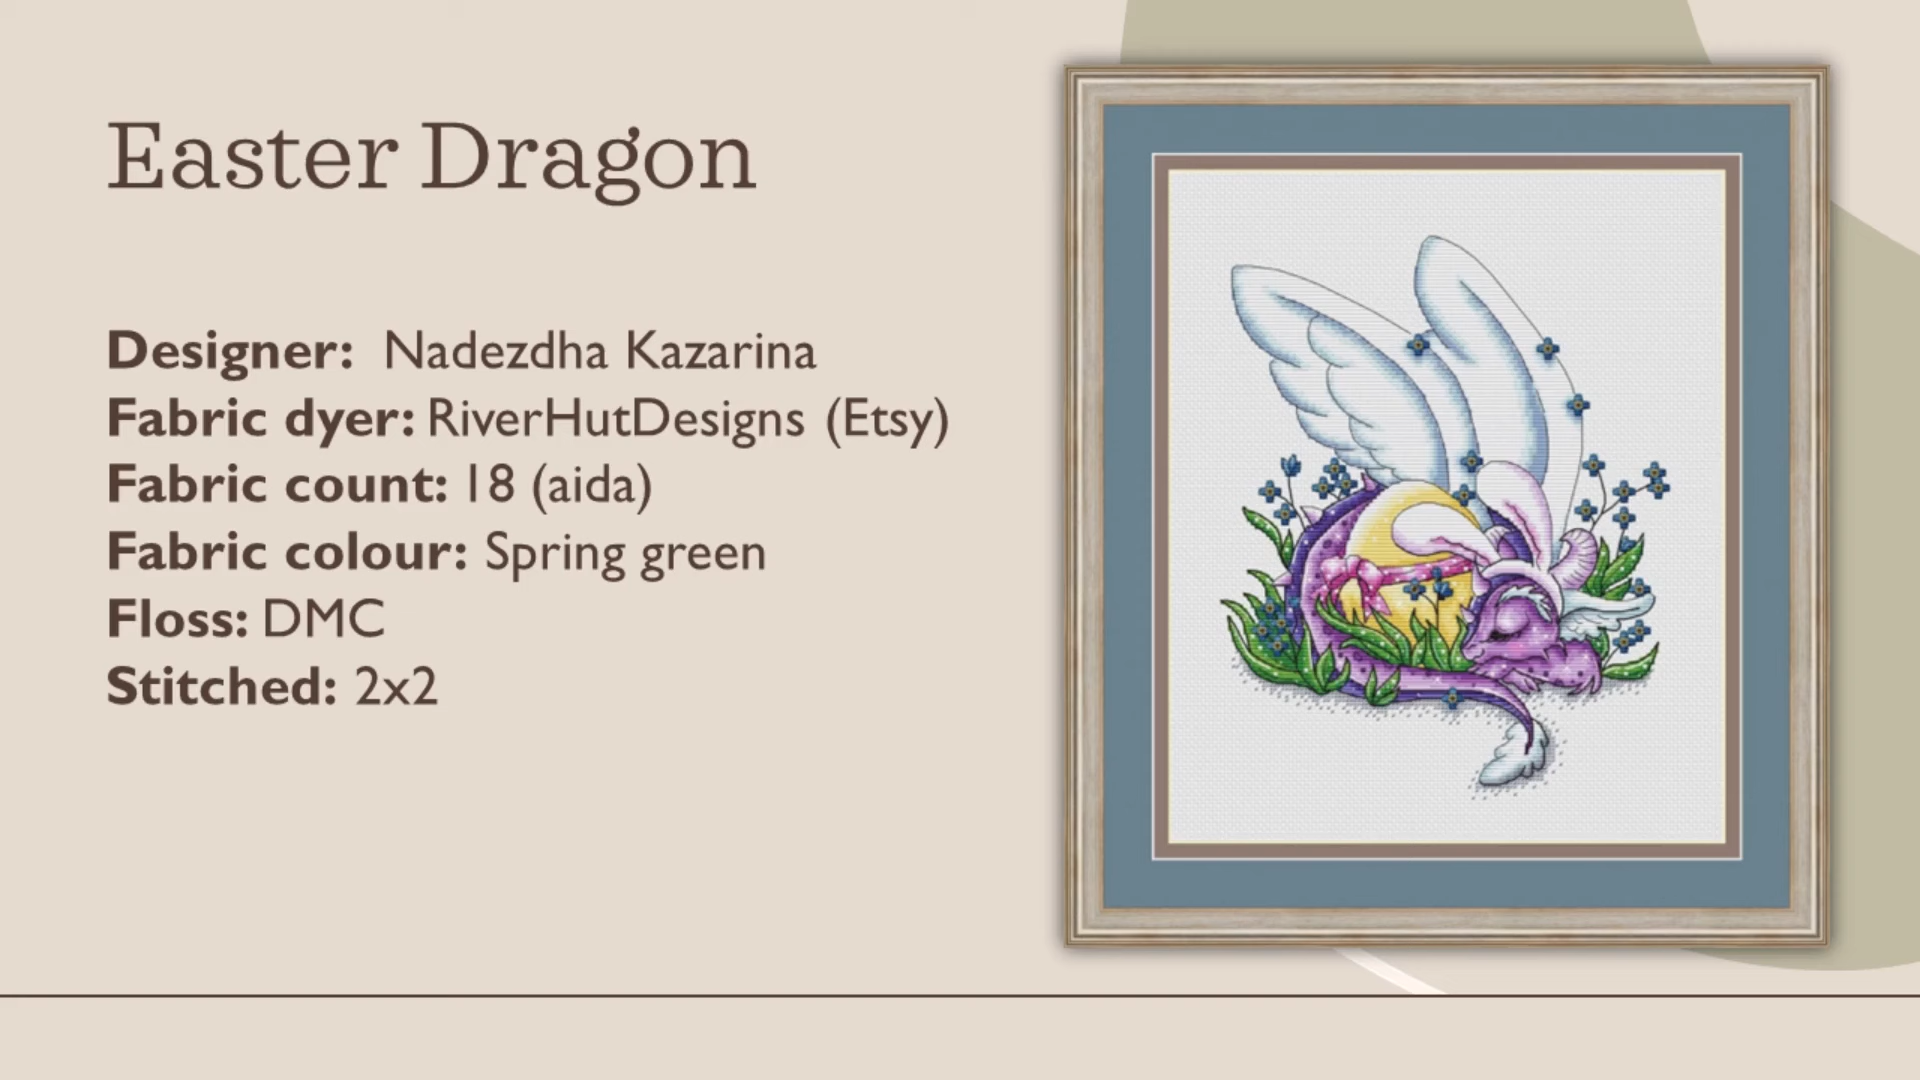 Easter Dragon
Designer: Nadezdha Kazarina
Fabric dyer: RiverHutDesigns (Etsy)
Fabric count: 18 (aida)
Fabric colour: Spring green
Floss: DMC
Stitched: 2x2